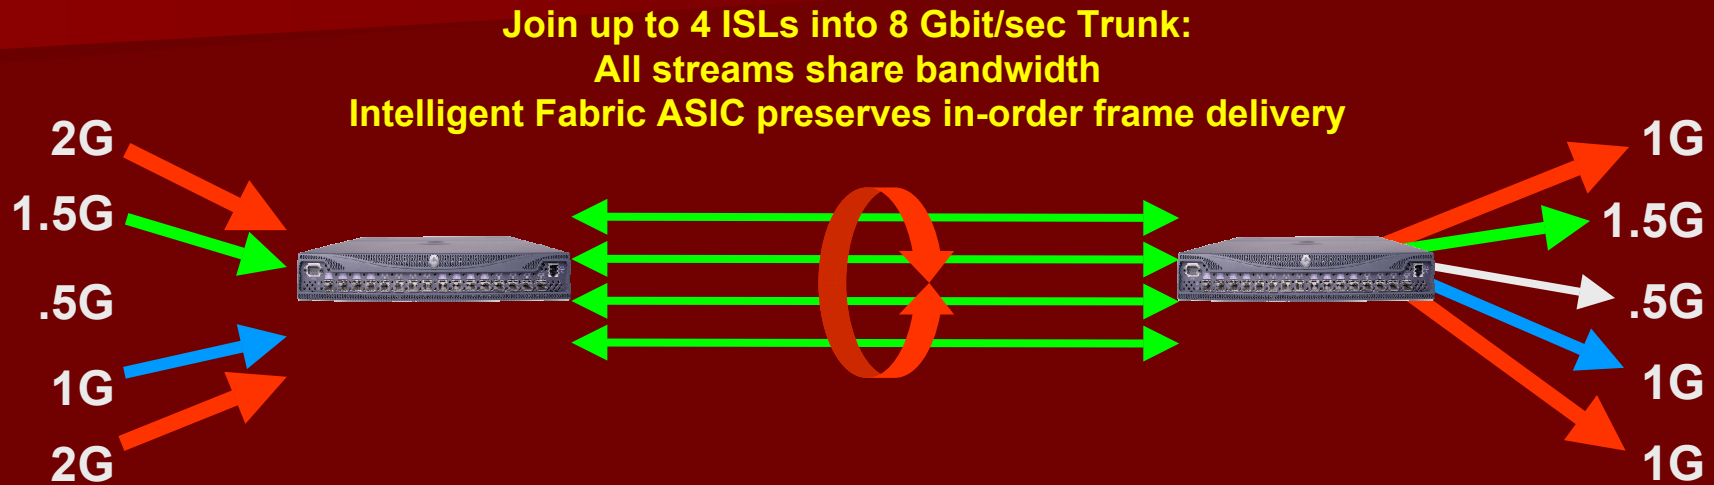 Join up to 4 ISLs into 8 Gbit/sec Trunk:
All streams share bandwidth
Intelligent Fabric ASIC preserves in-order frame delivery
2G
1.5G
.5G
1G
2G
1G
1.5G
.5G
1G
1G